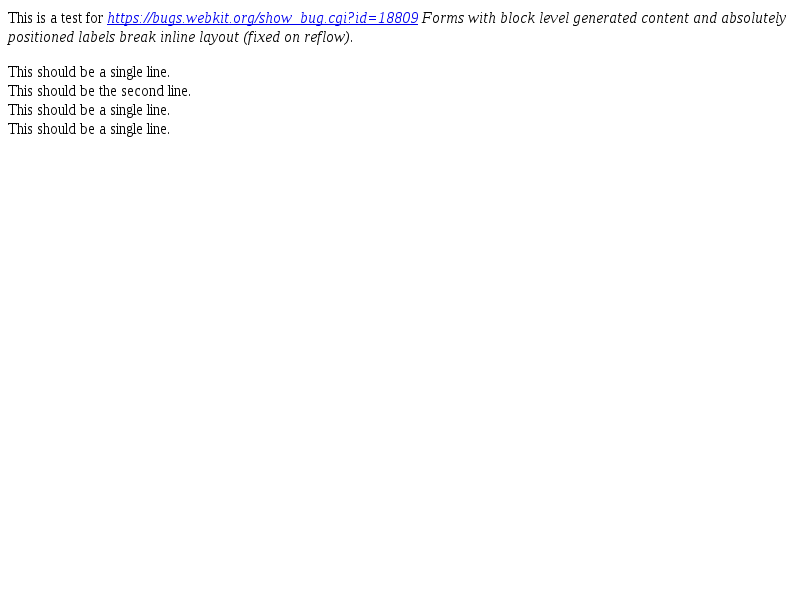 This is a test for https://bugs.webkit.org/show_bug.cgi?id=18809 Forms with block level generated content and absolutely
positioned labels break inline layout (fixed on reflow).
This should be a single line.
This should be the second line.
This should be a single line.
This should be a single line.